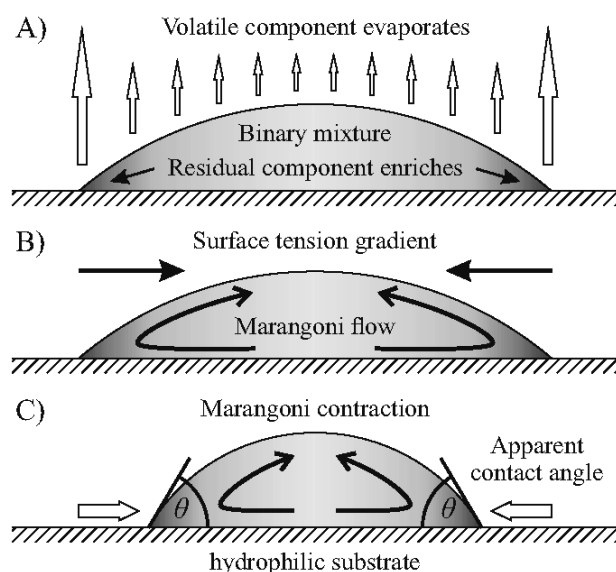 A)
Volatile component evaporates
Binary mixture
Residual component enriches
B)
Surface tension gradient
Marangoni flow
C)
Marangoni contraction
Apparent
contact angle
θ
θ
hydrophilic substrate